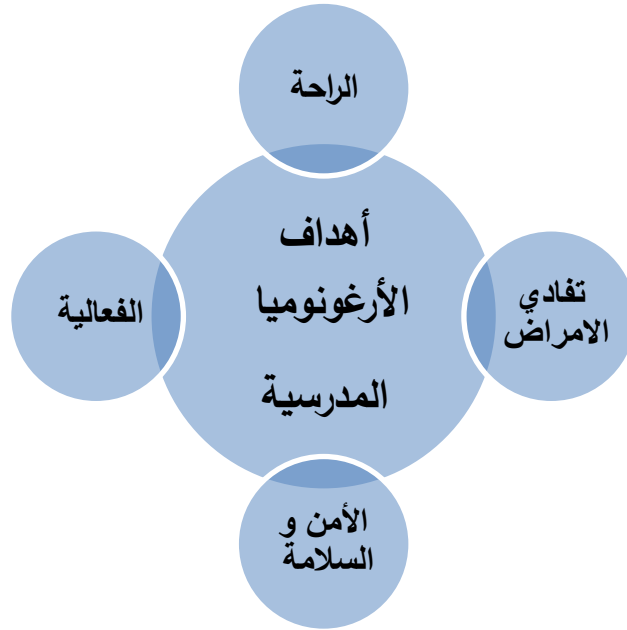 الراحة
أهداف
الأرغونوميا
المدرسية
تفادي
الامراض
الفعالية
الأمن و
السلامة